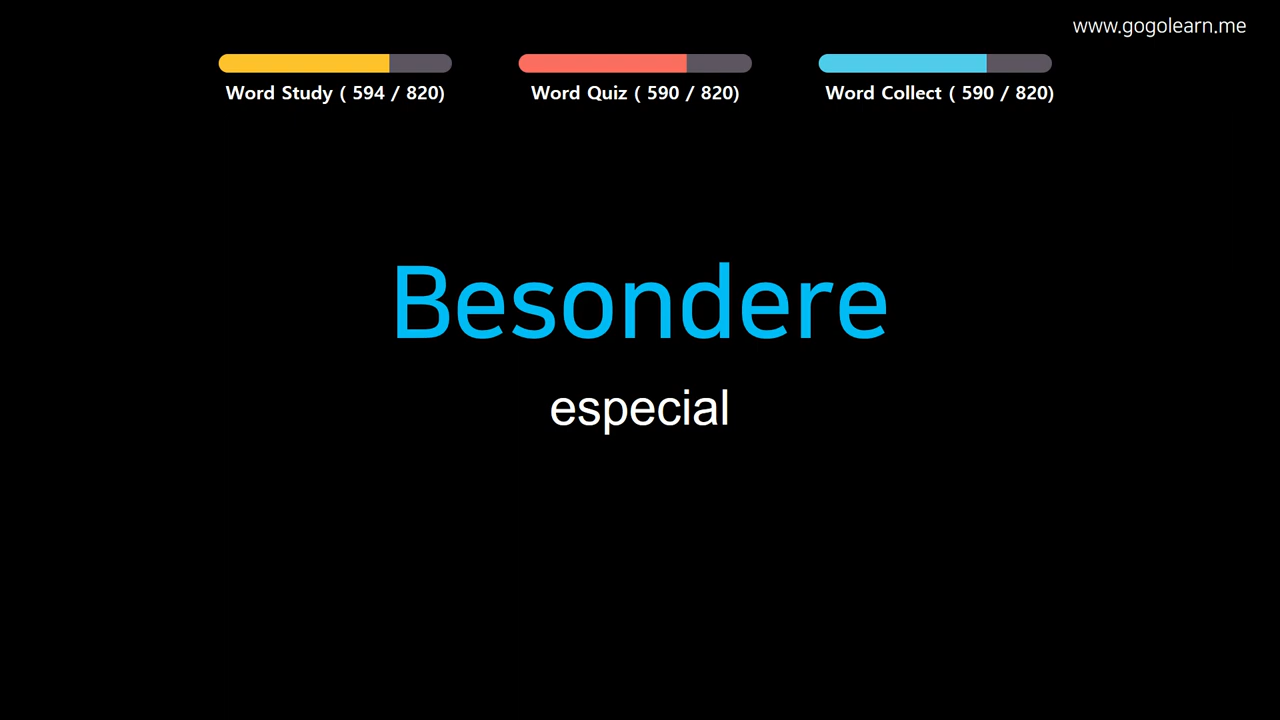 www.gogolearn.me
Word Study ( 594 / 820)
Word Quiz ( 590 / 820)
Word Collect ( 590 / 820)
Besondere
especial